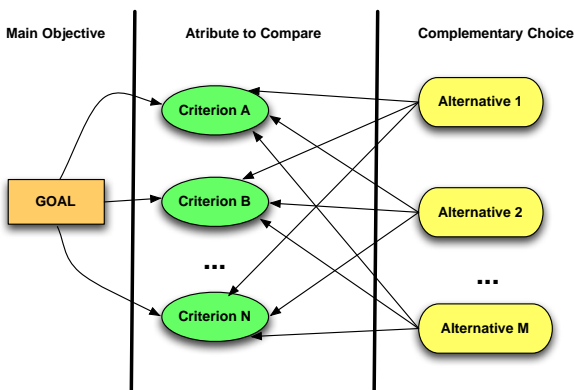 Main Objective
Atribute to Compare
Complementary Choice
Criterion A
Alternative 1
GOAL
Criterion B
Alternative 2
...
...
Criterion N
Alternative M